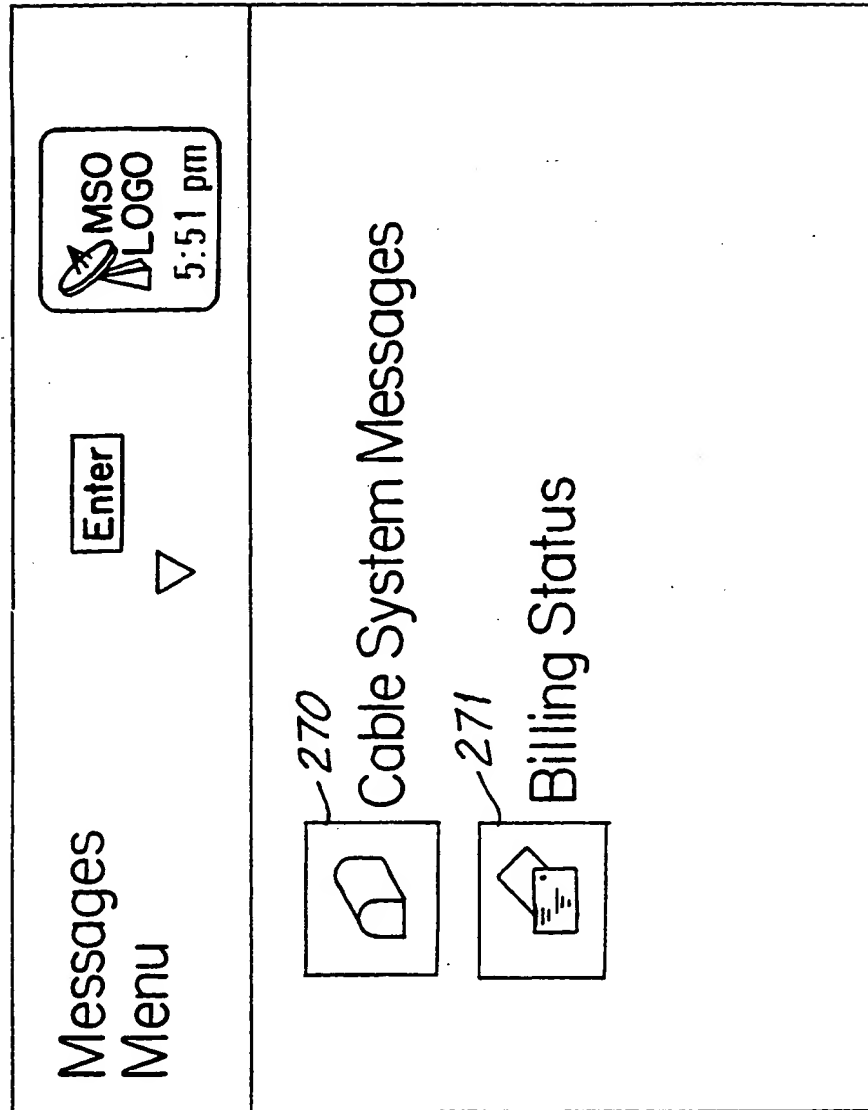 Messages
Menu
Enter
MSO
LOGO
5:51 pm
270
Cable System Messages
271
Billing Status